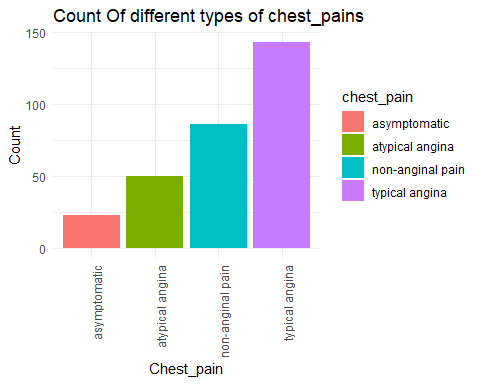 Count Of different types of chest_pains
Count
150
100
50
0
asymptomatic
atypical angina
non-anginal pain
typical angina
Chest_pain
chest_pain
asymptomatic
atypical angina
non-anginal pain
typical angina